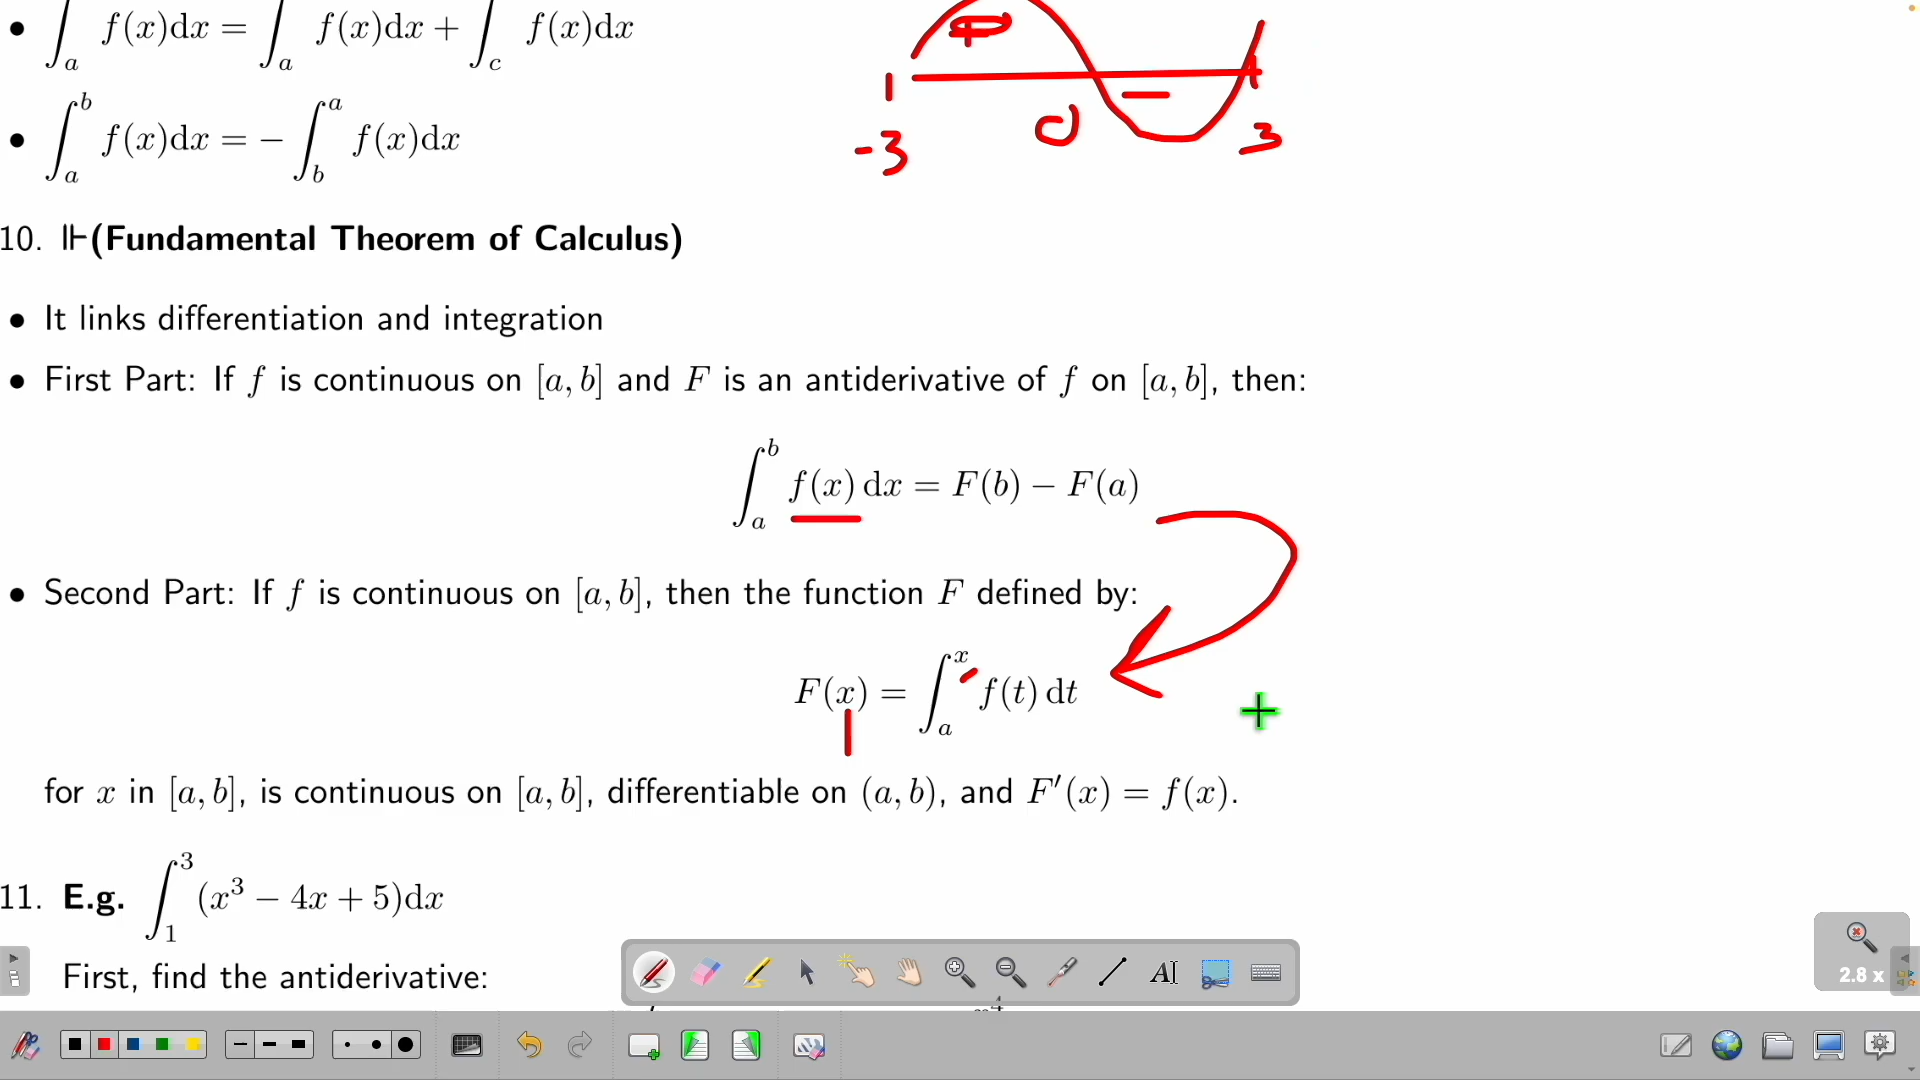 • ∫_a f(x)dx = ∫_a f(x)dx + ∫_c f(x)dx
+
−
-3 0 3
• ∫_a^b f(x)dx = − ∫_b^a f(x)dx
10. ⊪(Fundamental Theorem of Calculus)
• It links differentiation and integration
• First Part: If f is continuous on [a, b] and F is an antiderivative of f on [a, b], then:
∫_a^b f(x) dx = F(b) − F(a)
• Second Part: If f is continuous on [a, b], then the function F defined by:
F(x) = ∫_a^x f(t) dt
for x in [a, b], is continuous on [a, b], differentiable on (a, b), and F′(x) = f(x).
11. E.g. ∫_1^3 (x³ − 4x + 5)dx
First, find the antiderivative:
2.8 x